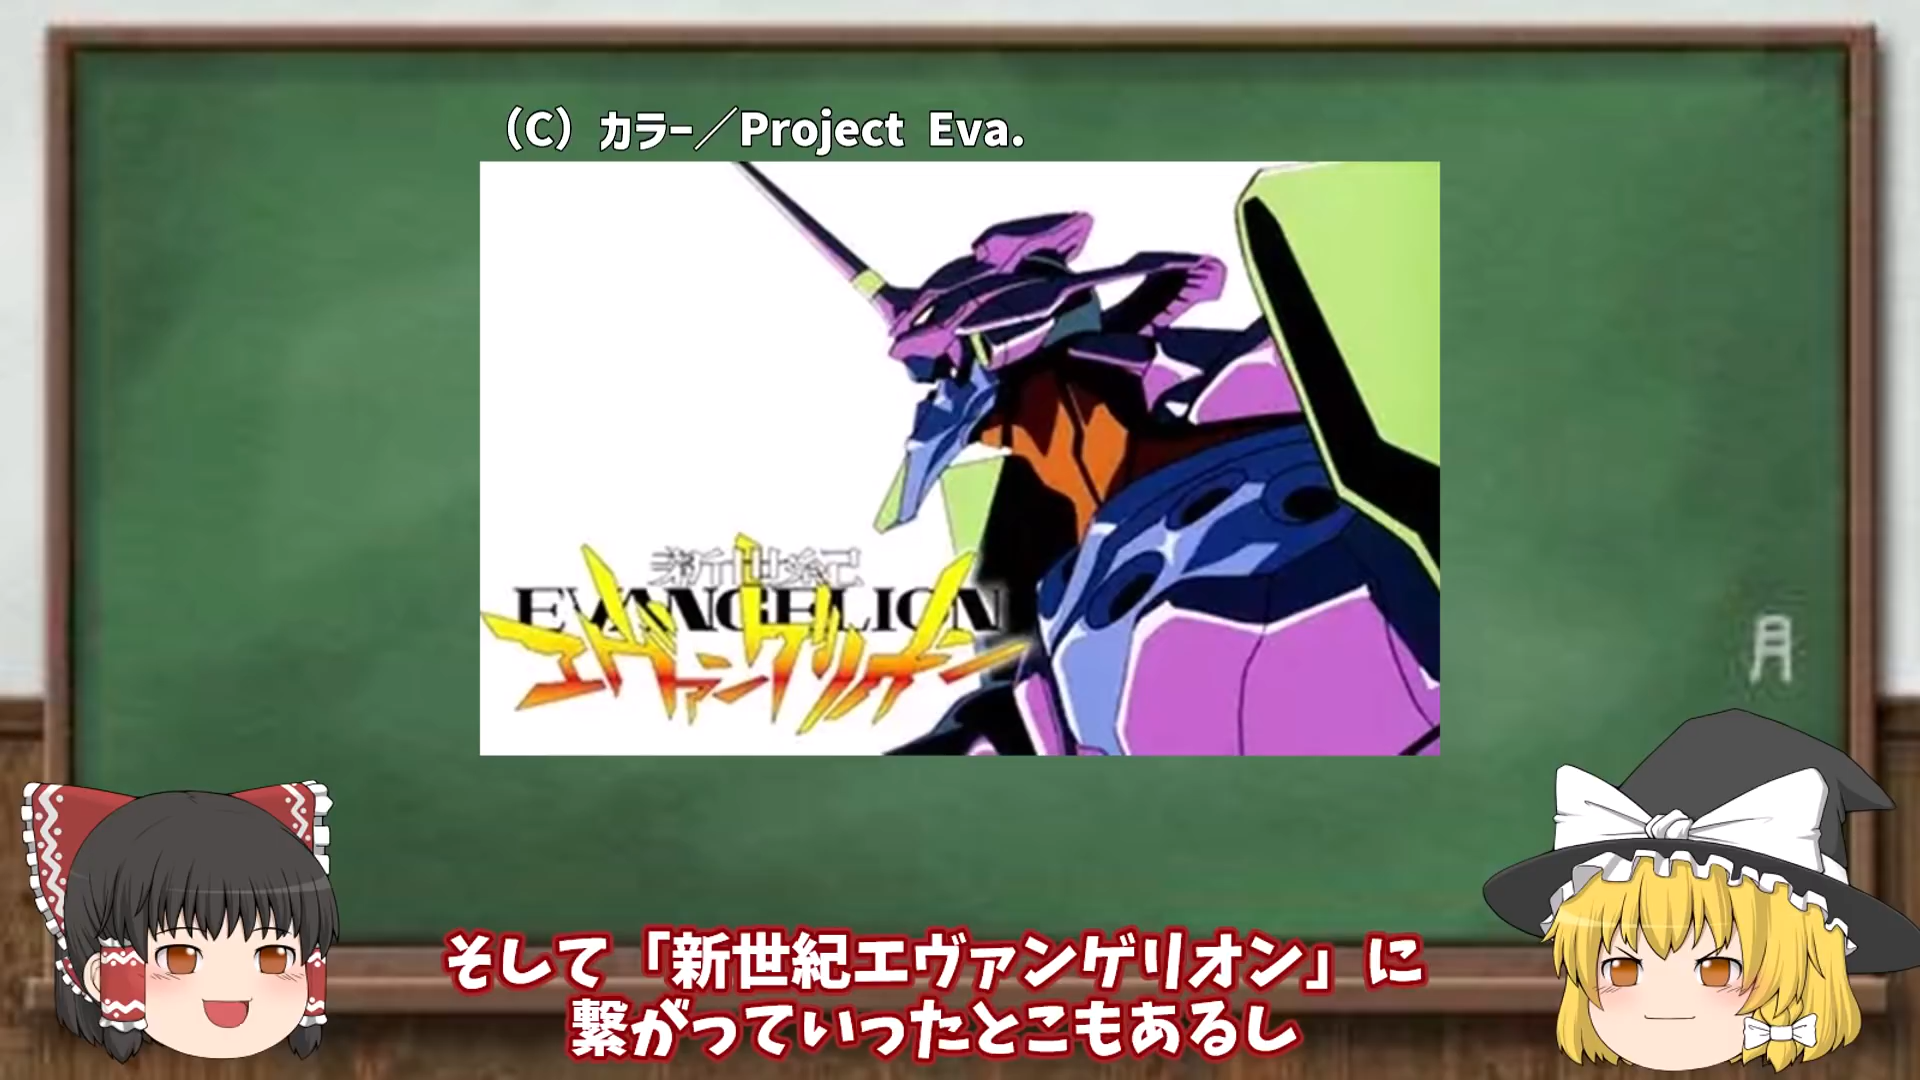 （C）カラー／Project Eva.
新世紀
EVANGELION
エヴァンゲリオン
月
そして「新世紀エヴァンゲリオン」に
繋がっていったとこもあるし